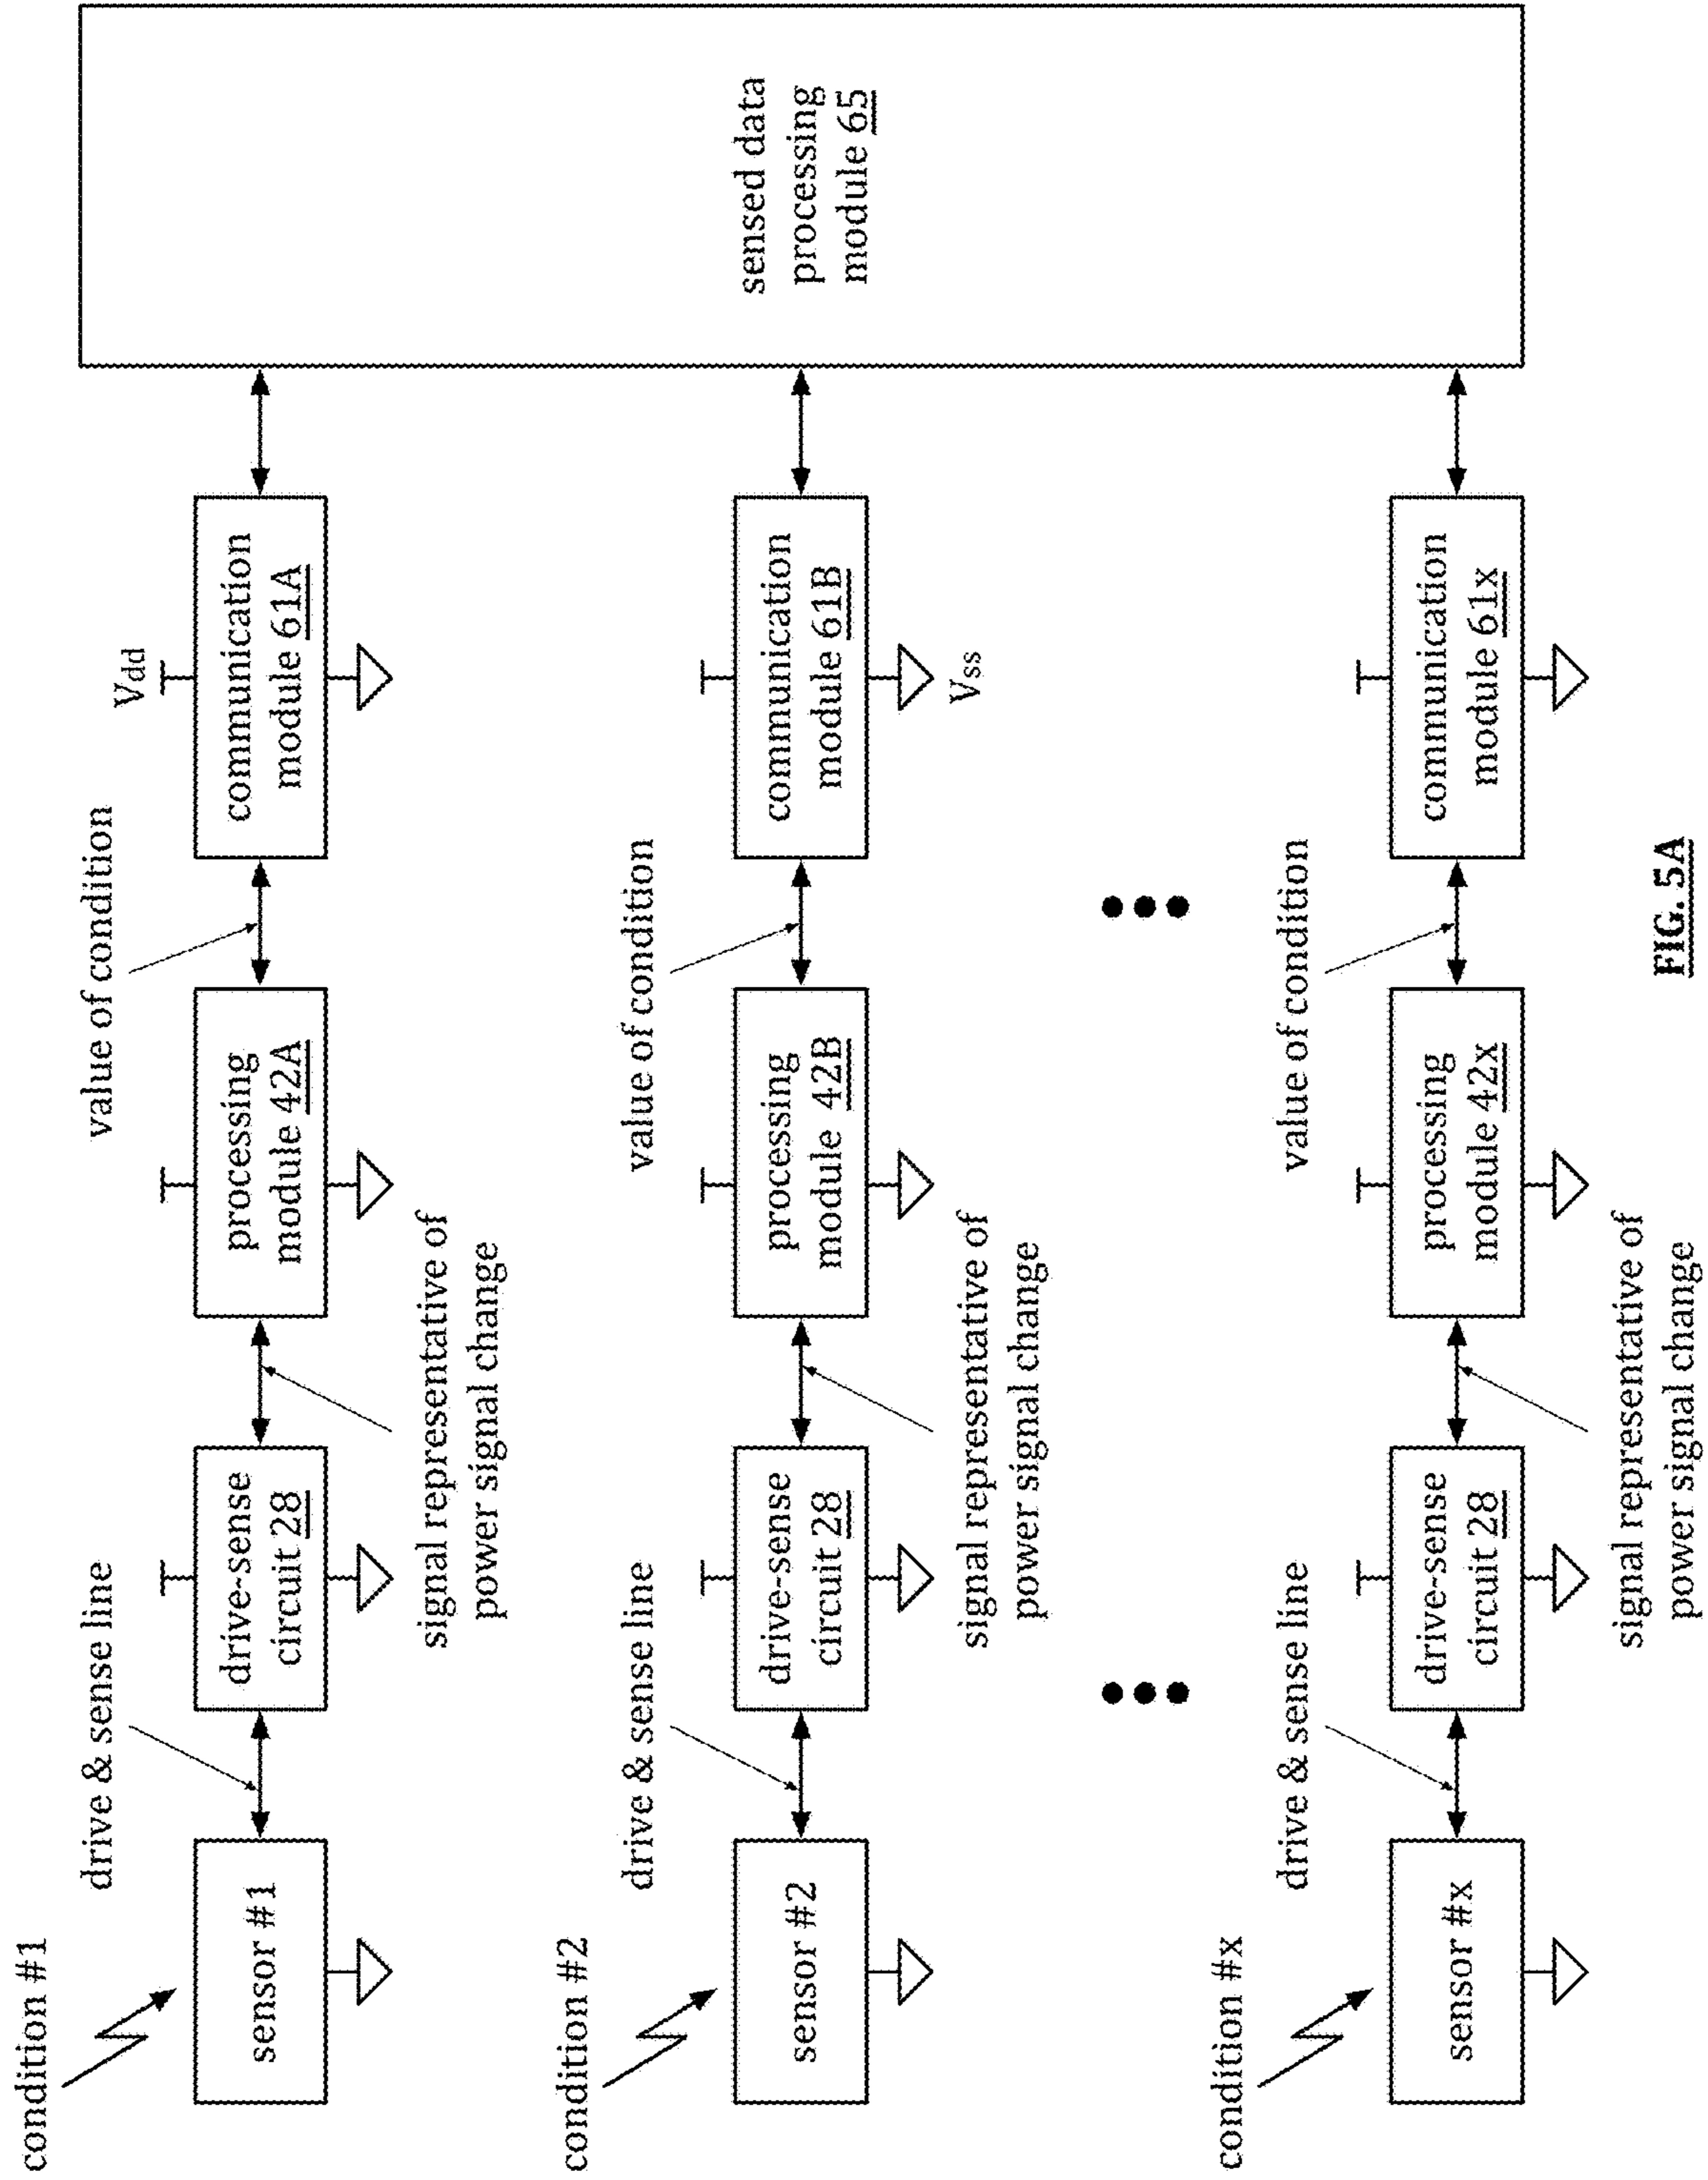 condition #1
sensor #1
drive & sense line
drive-sense
circuit 28
signal representative of
power signal change
processing
module 42A
value of condition
Vdd
communication
module 61A
condition #2
sensor #2
drive & sense line
drive-sense
circuit 28
signal representative of
power signal change
processing
module 42B
value of condition
communication
module 61B
Vss
condition #x
sensor #x
drive & sense line
drive-sense
circuit 28
signal representative of
power signal change
processing
module 42x
value of condition
communication
module 61x
sensed data
processing
module 65
FIG. 5A